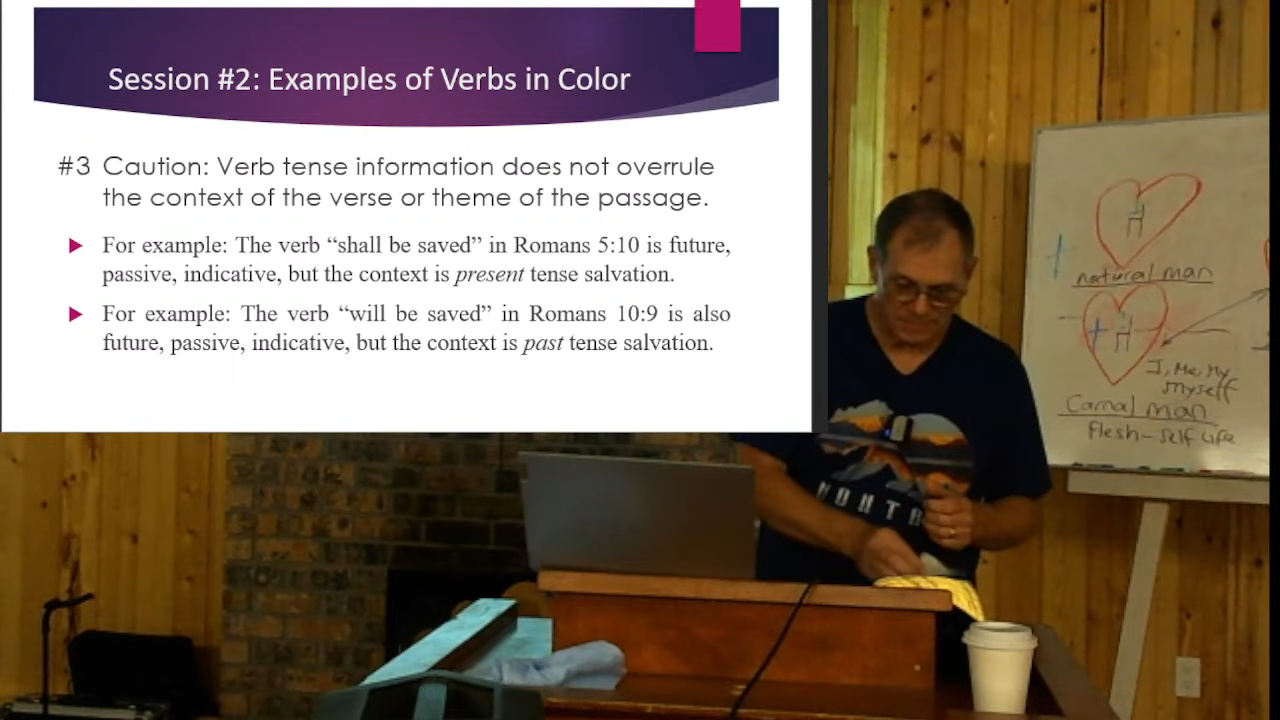 Session #2: Examples of Verbs in Color
#3 Caution: Verb tense information does not overrule
the context of the verse or theme of the passage.
For example: The verb “shall be saved” in Romans 5:10 is future,
passive, indicative, but the context is present tense salvation.
For example: The verb “will be saved” in Romans 10:9 is also
future, passive, indicative, but the context is past tense salvation.
H
natural man
H
I, Me, My
Myself
Carnal man
flesh - self life